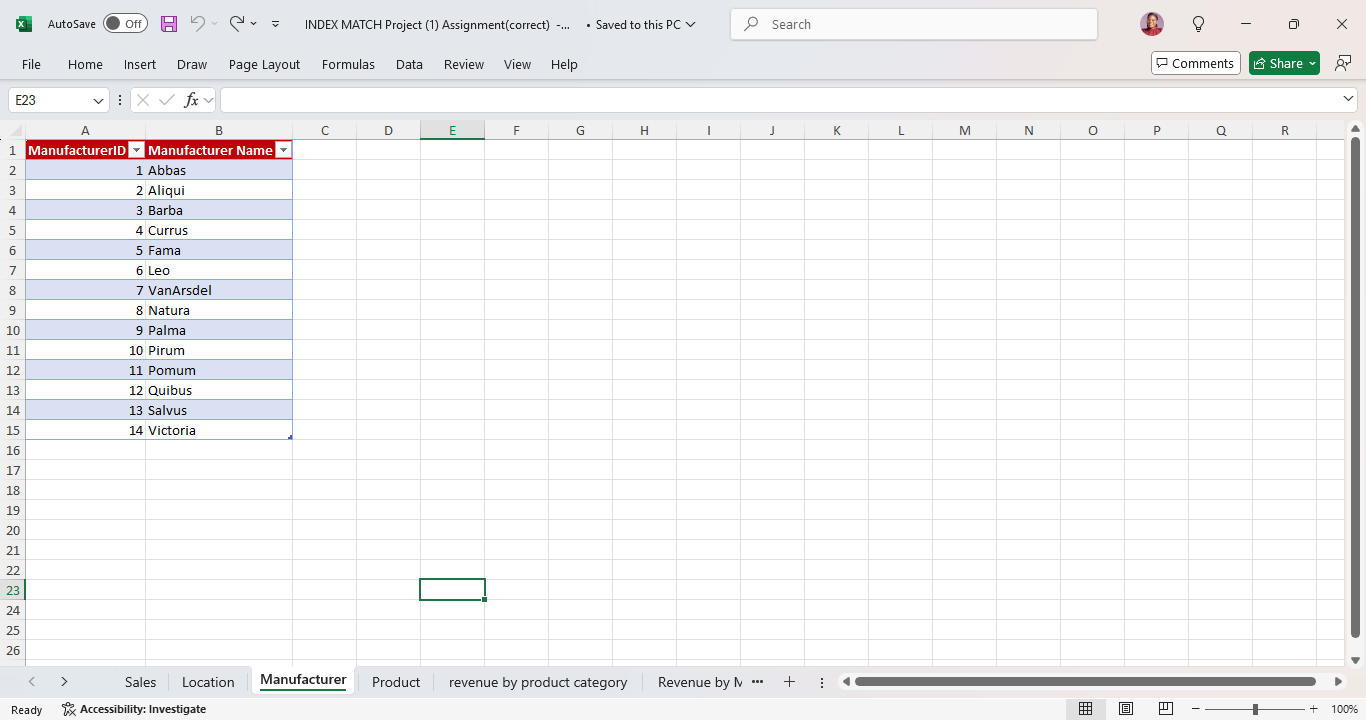 AutoSave Off INDEX MATCH Project (1) Assignment(correct) -... • Saved to this PC Search
File Home Insert Draw Page Layout Formulas Data Review View Help Comments Share
E23 fx
A B C D E F G H I J K L M N O P Q R
1 ManufacturerID Manufacturer Name
2 1 Abbas
3 2 Aliqui
4 3 Barba
5 4 Currus
6 5 Fama
7 6 Leo
8 7 VanArsdel
9 8 Natura
10 9 Palma
11 10 Pirum
12 11 Pomum
13 12 Quibus
14 13 Salvus
15 14 Victoria
16
17
18
19
20
21
22
23
24
25
26
Sales Location Manufacturer Product revenue by product category Revenue by M ...
Ready Accessibility: Investigate 100%